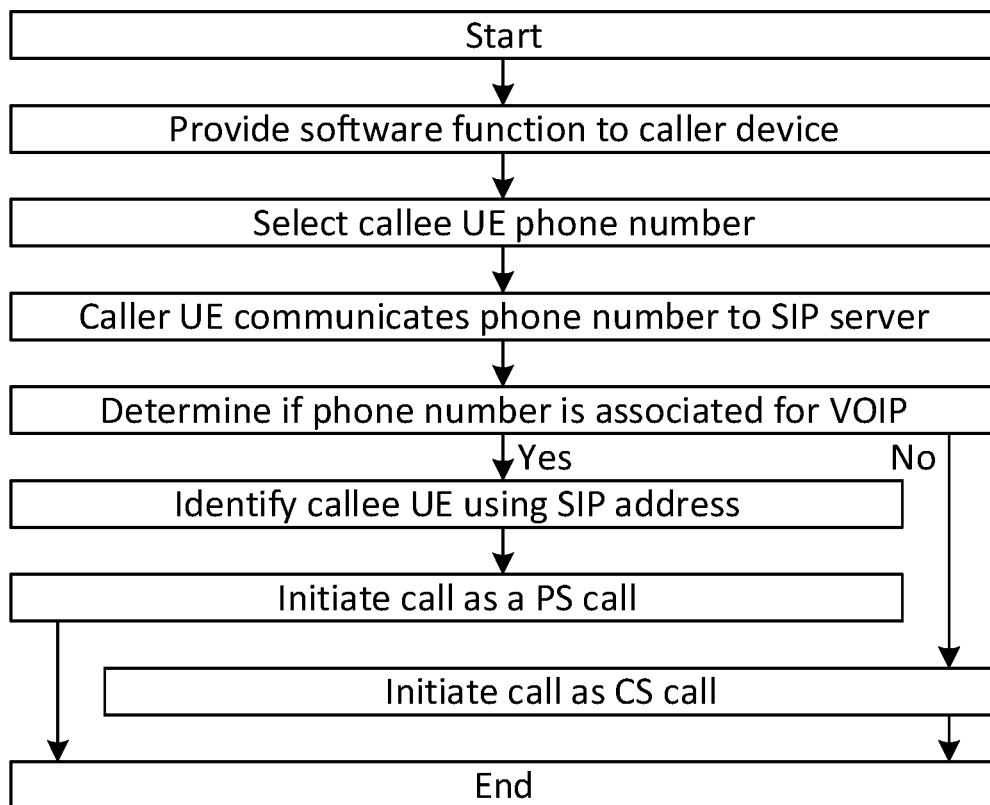 Start
Provide software function to caller device
Select callee UE phone number
Caller UE communicates phone number to SIP server
Determine if phone number is associated for VOIP
Yes
No
Identify callee UE using SIP address
Initiate call as a PS call
Initiate call as CS call
End